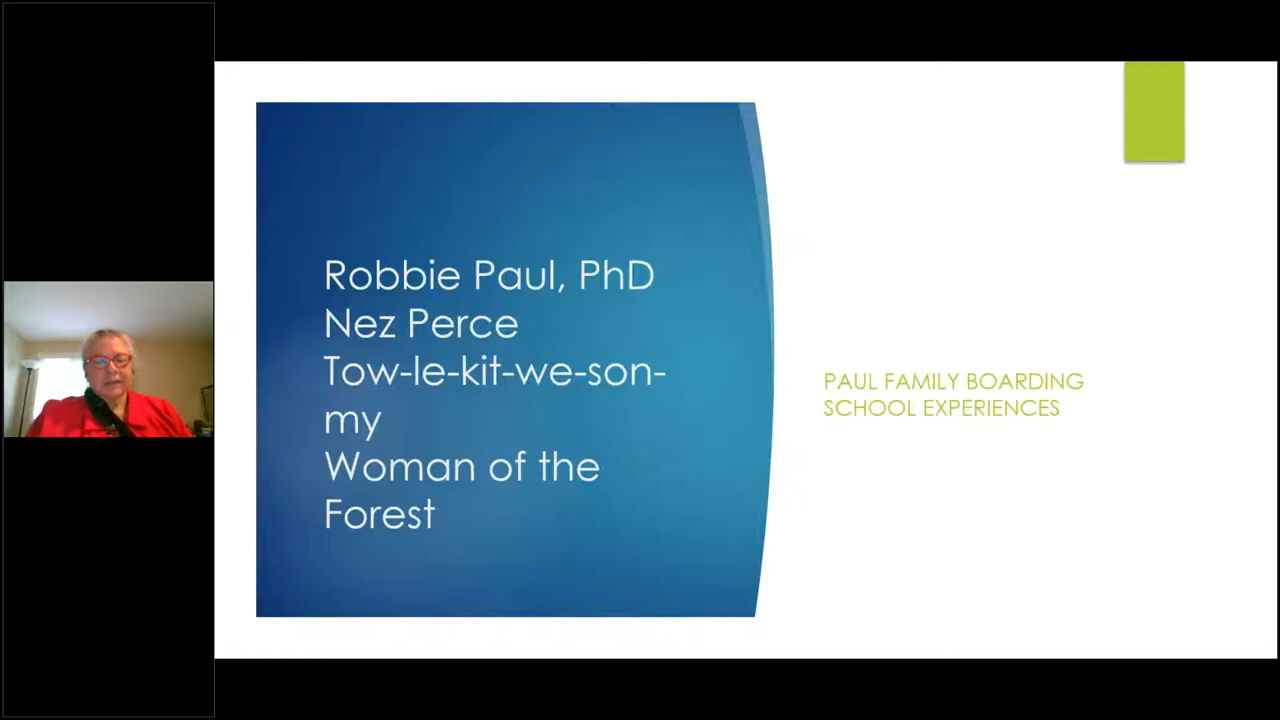 Robbie Paul, PhD
Nez Perce
Tow-le-kit-we-son-
my
Woman of the
Forest
PAUL FAMILY BOARDING
SCHOOL EXPERIENCES